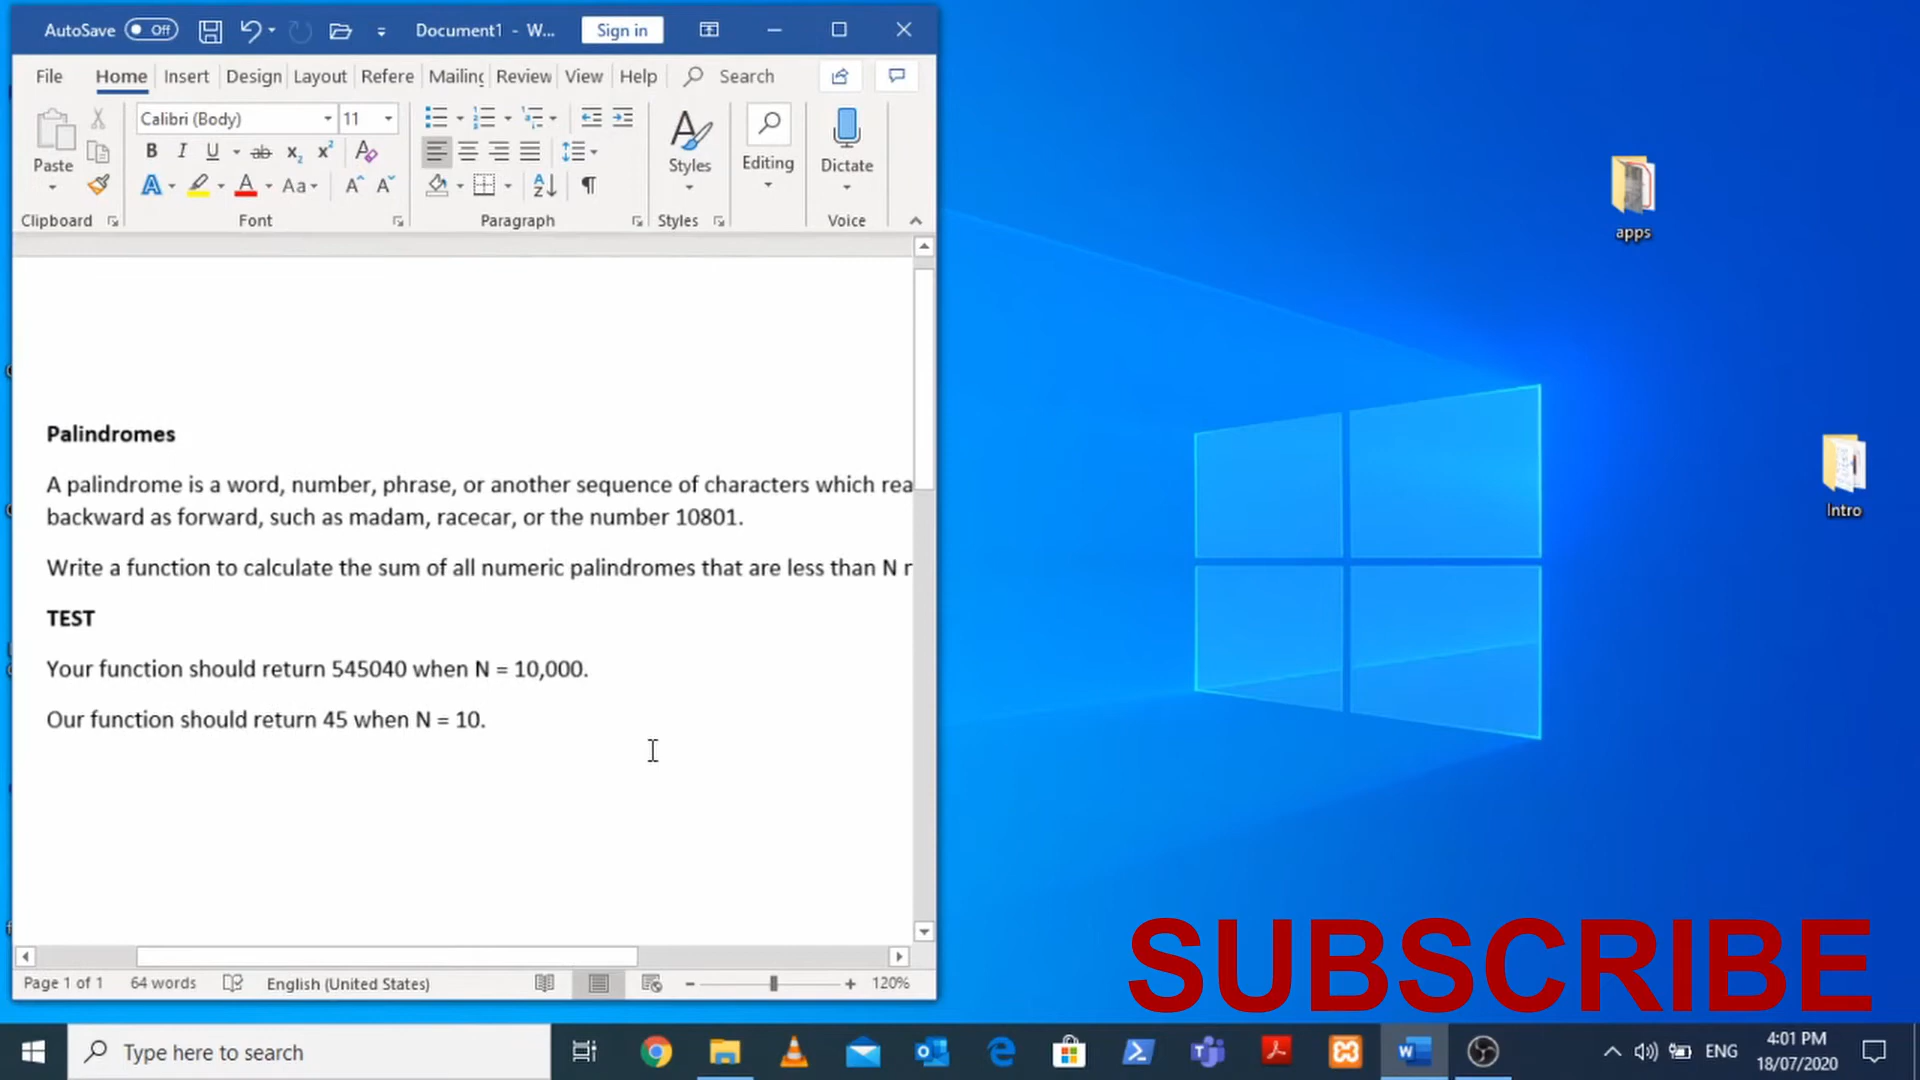 AutoSave Off Document1 - W... Sign in
File Home Insert Design Layout Refere Mailing Review View Help Search
Calibri (Body) 11
Paste Styles Editing Dictate
Clipboard Font Paragraph Styles Voice
apps
Intro
Palindromes
A palindrome is a word, number, phrase, or another sequence of characters which rea
backward as forward, such as madam, racecar, or the number 10801.
Write a function to calculate the sum of all numeric palindromes that are less than N r
TEST
Your function should return 545040 when N = 10,000.
Our function should return 45 when N = 10.
Page 1 of 1 64 words English (United States) 120%
SUBSCRIBE
Type here to search
ENG
4:01 PM
18/07/2020